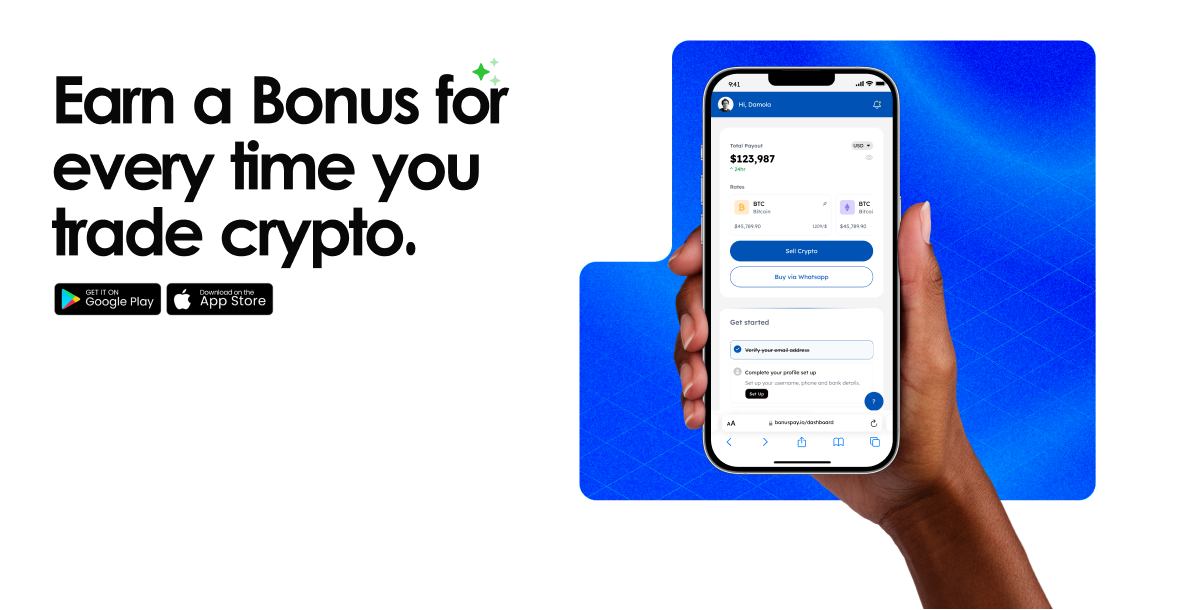 Earn a Bonus for
every time you
trade crypto.
GET IT ON
Google Play
Download on the
App Store
9:41
Hi, Damola
Total Payout
USD
$123,987
^ 24hr
Rates
BTC
Bitcoin
$45,789.90
1209/$
BTC
Bitcoi
$45,789.90
Sell Crypto
Buy via Whatsapp
Get started
Verify your email address
Complete your profile set up
Set up your username, phone and bank details.
Set Up
?
AA
bonuspay.io/dashboard